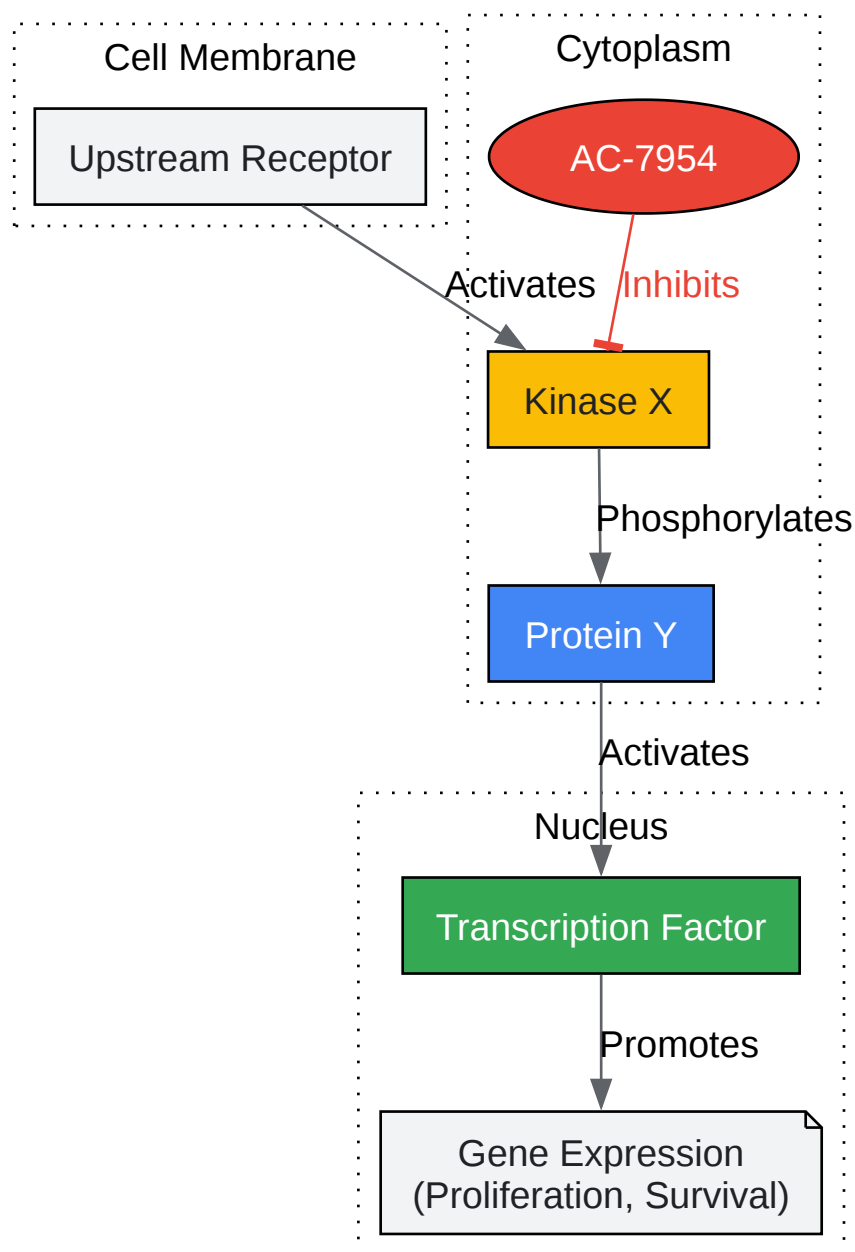 Cell Membrane
Upstream Receptor
Cytoplasm
AC-7954
Activates
Inhibits
Kinase X
Phosphorylates
Protein Y
Activates
Nucleus
Transcription Factor
Promotes
Gene Expression
(Proliferation, Survival)